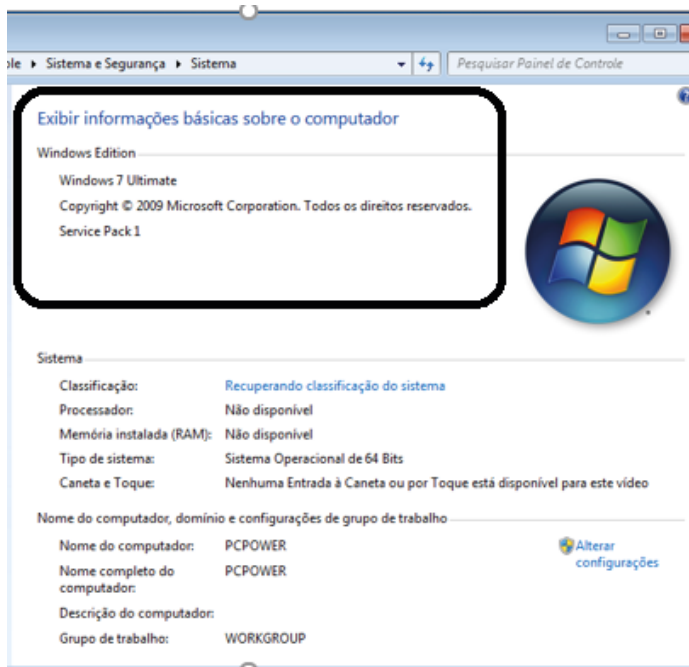 Sistema e Segurança Sistema Pesquisar Painel de Controle
Exibir informações básicas sobre o computador
Windows Edition
Windows 7 Ultimate
Copyright © 2009 Microsoft Corporation. Todos os direitos reservados.
Service Pack 1
Sistema
Classificação: Recuperando classificação do sistema
Processador: Não disponível
Memória instalada (RAM): Não disponível
Tipo de sistema: Sistema Operacional de 64 Bits
Caneta e Toque: Nenhuma Entrada à Caneta ou por Toque está disponível para este vídeo
Nome do computador, domínio e configurações de grupo de trabalho
Nome do computador: PCPOWER
Alterar
configurações
Nome completo do
computador:
PCPOWER
Descrição do computador:
Grupo de trabalho: WORKGROUP